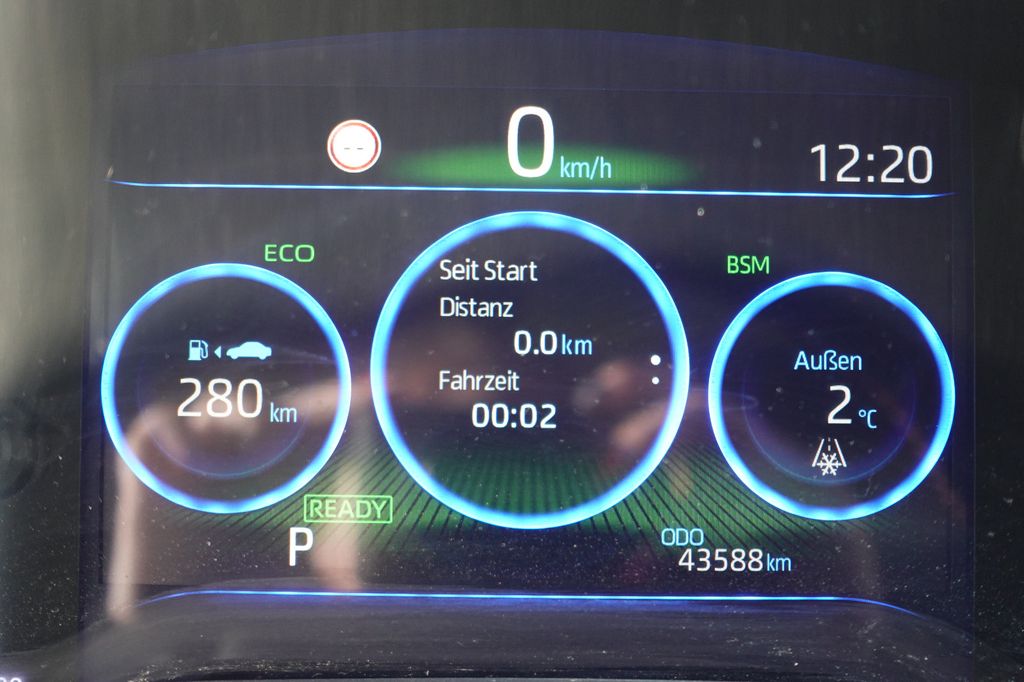 --
0 km/h
12:20
ECO
BSM
Seit Start
Distanz
0.0 km
Fahrzeit
00:02
280 km
Außen
2 °C
READY
P
ODO
43588 km